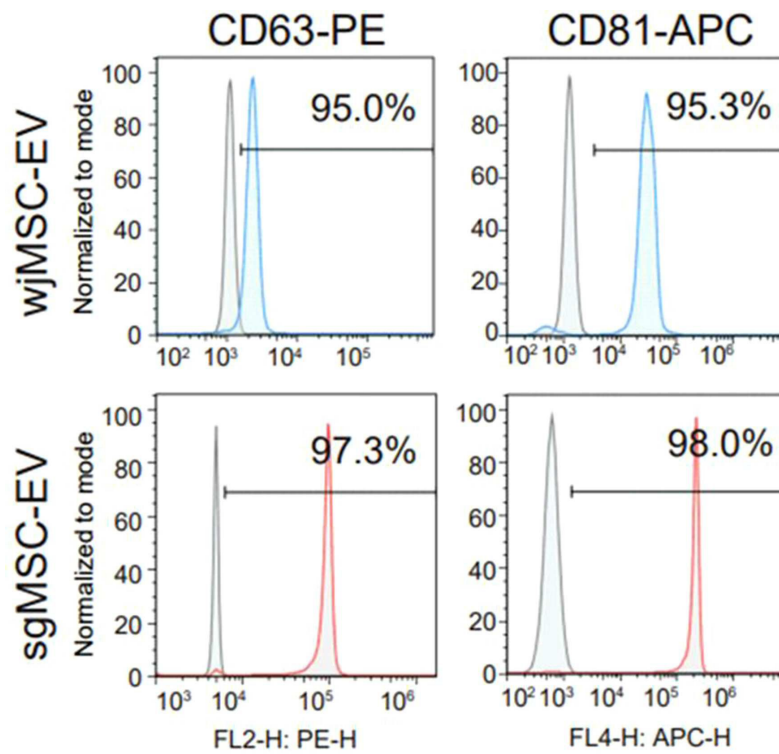 CD63-PE CD81-APC
wjMSC-EV
Normalized to mode
100
80
60
40
20
0
95.0%
10² 10³ 10⁴ 10⁵
100
80
60
40
20
0
95.3%
10² 10³ 10⁴ 10⁵ 10⁶
sgMSC-EV
Normalized to mode
100
80
60
40
20
0
97.3%
10³ 10⁴ 10⁵ 10⁶
FL2-H: PE-H
100
80
60
40
20
0
98.0%
10² 10³ 10⁴ 10⁵ 10⁶
FL4-H: APC-H